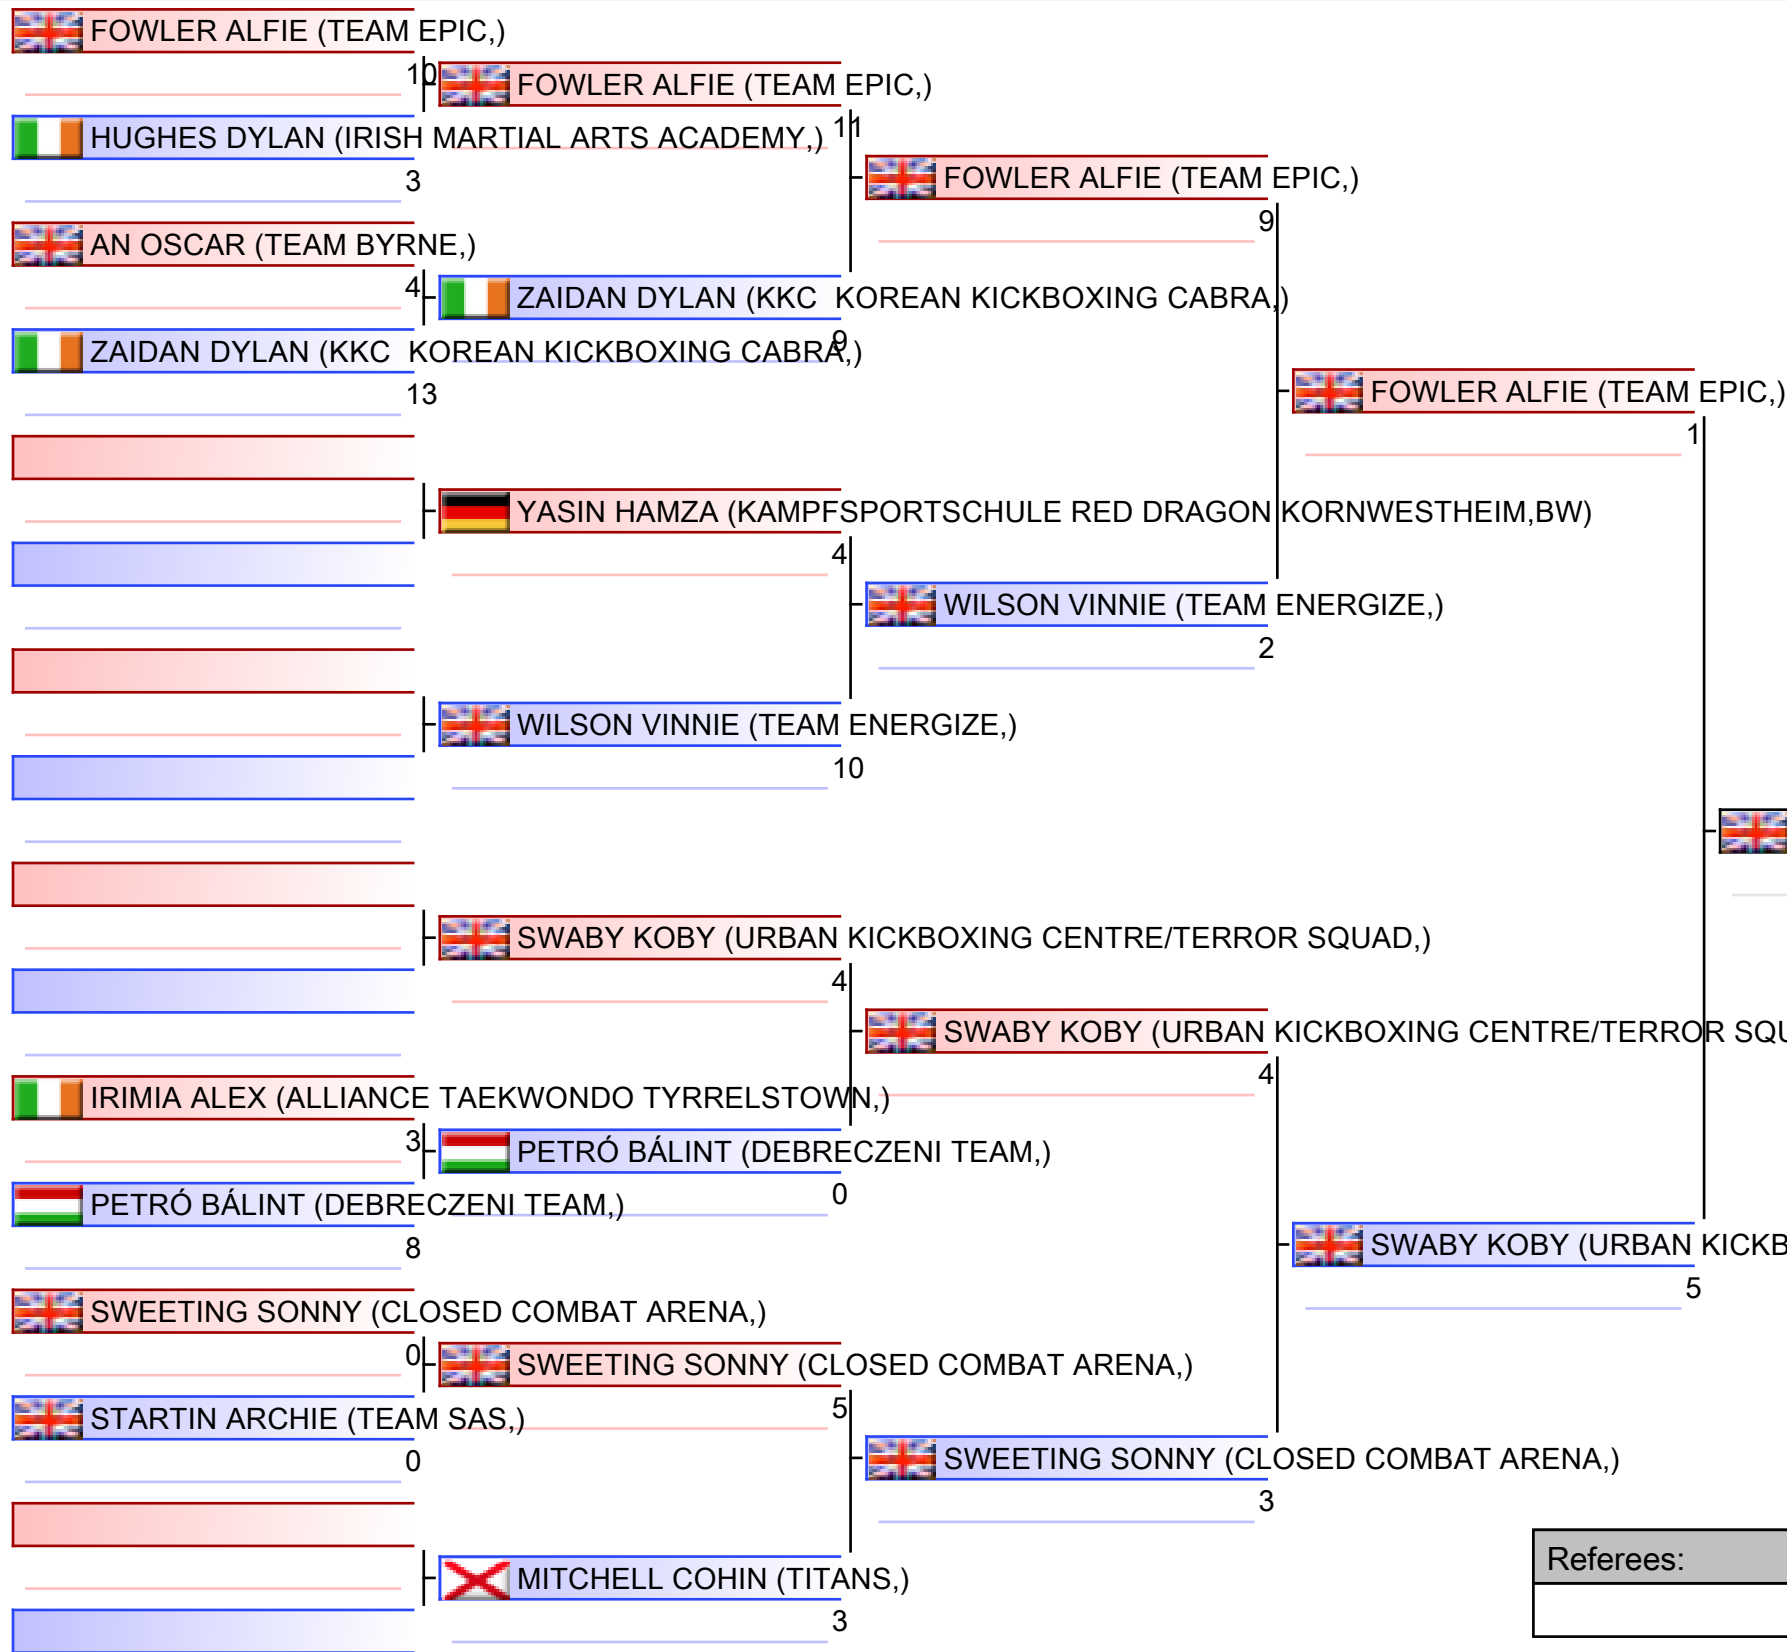 FOWLER ALFIE (TEAM EPIC,)
10
HUGHES DYLAN (IRISH MARTIAL ARTS ACADEMY,)
3
AN OSCAR (TEAM BYRNE,)
4
ZAIDAN DYLAN (KKC  KOREAN KICKBOXING CABRA,)
13
IRIMIA ALEX (ALLIANCE TAEKWONDO TYRRELSTOWN,)
3
PETRÓ BÁLINT (DEBRECZENI TEAM,)
8
SWEETING SONNY (CLOSED COMBAT ARENA,)
0
STARTIN ARCHIE (TEAM SAS,)
0
FOWLER ALFIE (TEAM EPIC,)
11
ZAIDAN DYLAN (KKC  KOREAN KICKBOXING CABRA,)
9
YASIN HAMZA (KAMPFSPORTSCHULE RED DRAGON KORNWESTHEIM,BW)
4
WILSON VINNIE (TEAM ENERGIZE,)
10
SWABY KOBY (URBAN KICKBOXING CENTRE/TERROR SQUAD,)
4
PETRÓ BÁLINT (DEBRECZENI TEAM,)
0
SWEETING SONNY (CLOSED COMBAT ARENA,)
5
MITCHELL COHIN (TITANS,)
3
FOWLER ALFIE (TEAM EPIC,)
9
WILSON VINNIE (TEAM ENERGIZE,)
2
SWABY KOBY (URBAN KICKBOXING CENTRE/TERROR SQU
4
SWEETING SONNY (CLOSED COMBAT ARENA,)
3
FOWLER ALFIE (TEAM EPIC,)
1
SWABY KOBY (URBAN KICKB
5
Referees: